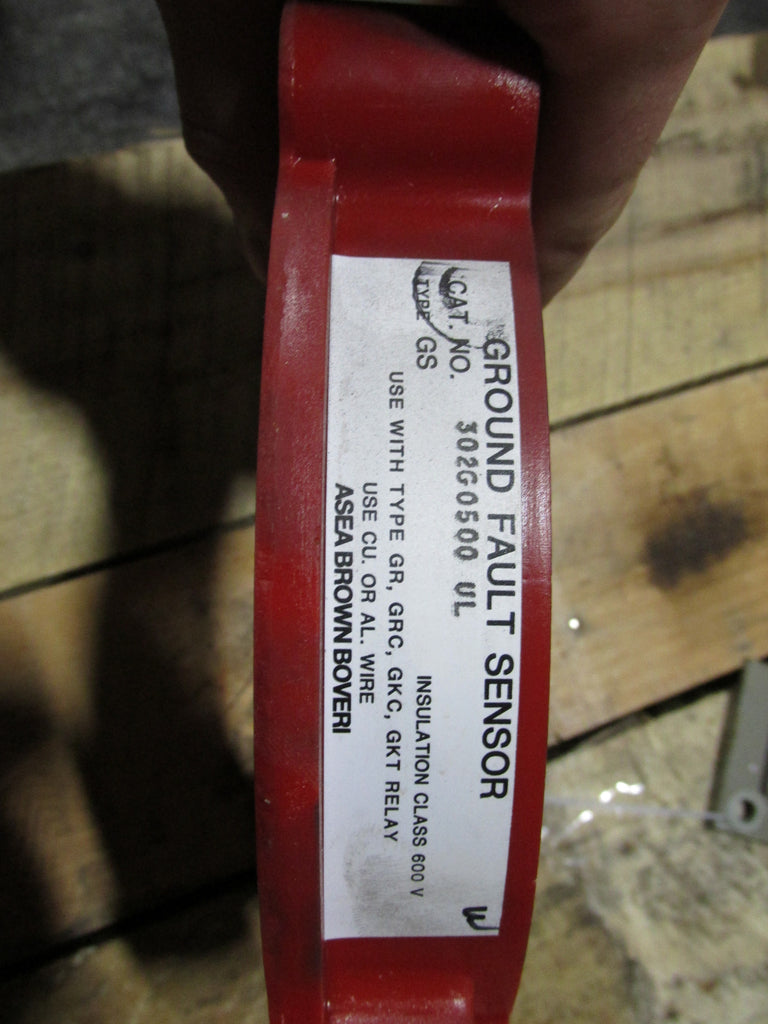 GROUND FAULT SENSOR
CAT. NO. 302G0500 UL
TYPE GS INSULATION CLASS 600 V
USE WITH TYPE GR, GRC, GKC, GKT RELAY
USE CU. OR AL. WIRE
ASEA BROWN BOVERI